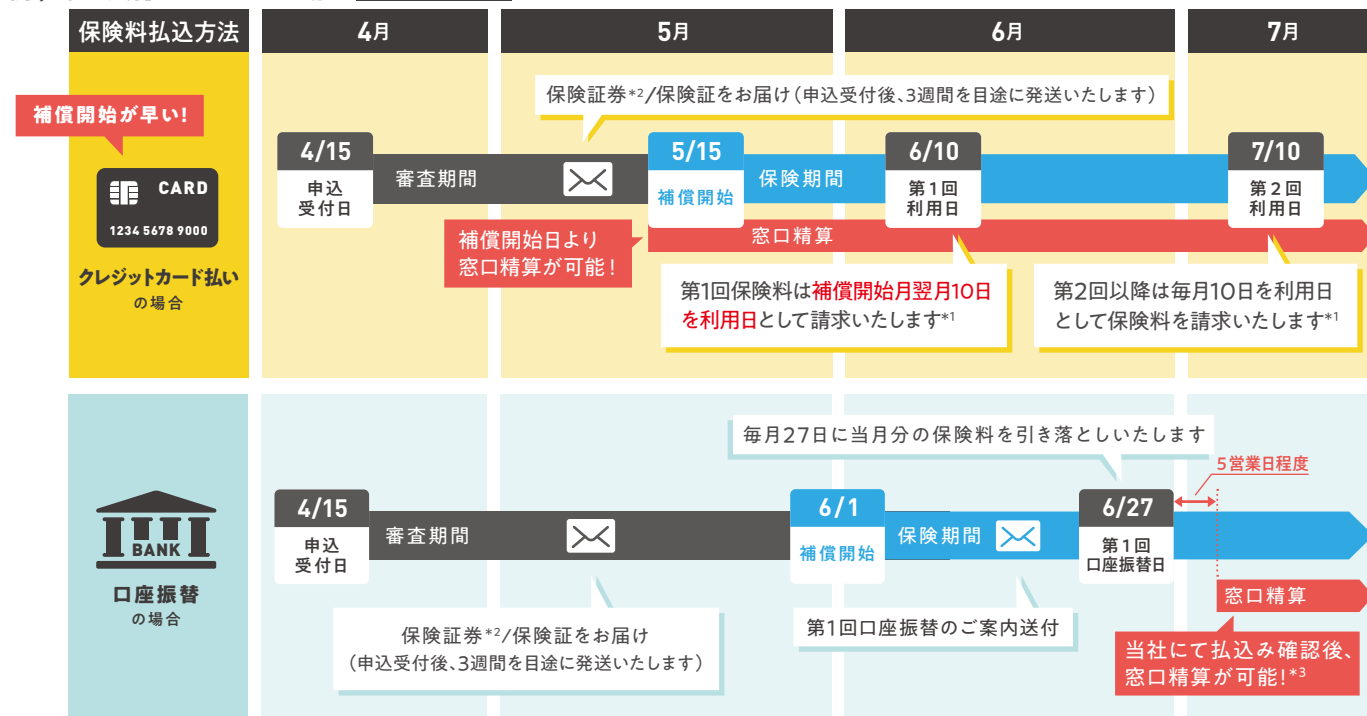 保険料払込方法
4月
5月
6月
7月
補償開始が早い!
CARD
1234 5678 9000
クレジットカード払い
の場合
保険証券*2/保険証をお届け(申込受付後、3週間を目途に発送いたします)
4/15
申込
受付日
審査期間
5/15
補償開始
保険期間
6/10
第1回
利用日
7/10
第2回
利用日
補償開始日より
窓口精算が可能!
窓口精算
第1回保険料は補償開始月翌月10日
を利用日として請求いたします*1
第2回以降は毎月10日を利用日
として保険料を請求いたします*1
BANK
口座振替
の場合
毎月27日に当月分の保険料を引き落としいたします
5営業日程度
4/15
申込
受付日
審査期間
6/1
補償開始
保険期間
6/27
第1回
口座振替日
保険証券*2/保険証をお届け
(申込受付後、3週間を目途に発送いたします)
第1回口座振替のご案内送付
窓口精算
当社にて払込み確認後、
窓口精算が可能!*3